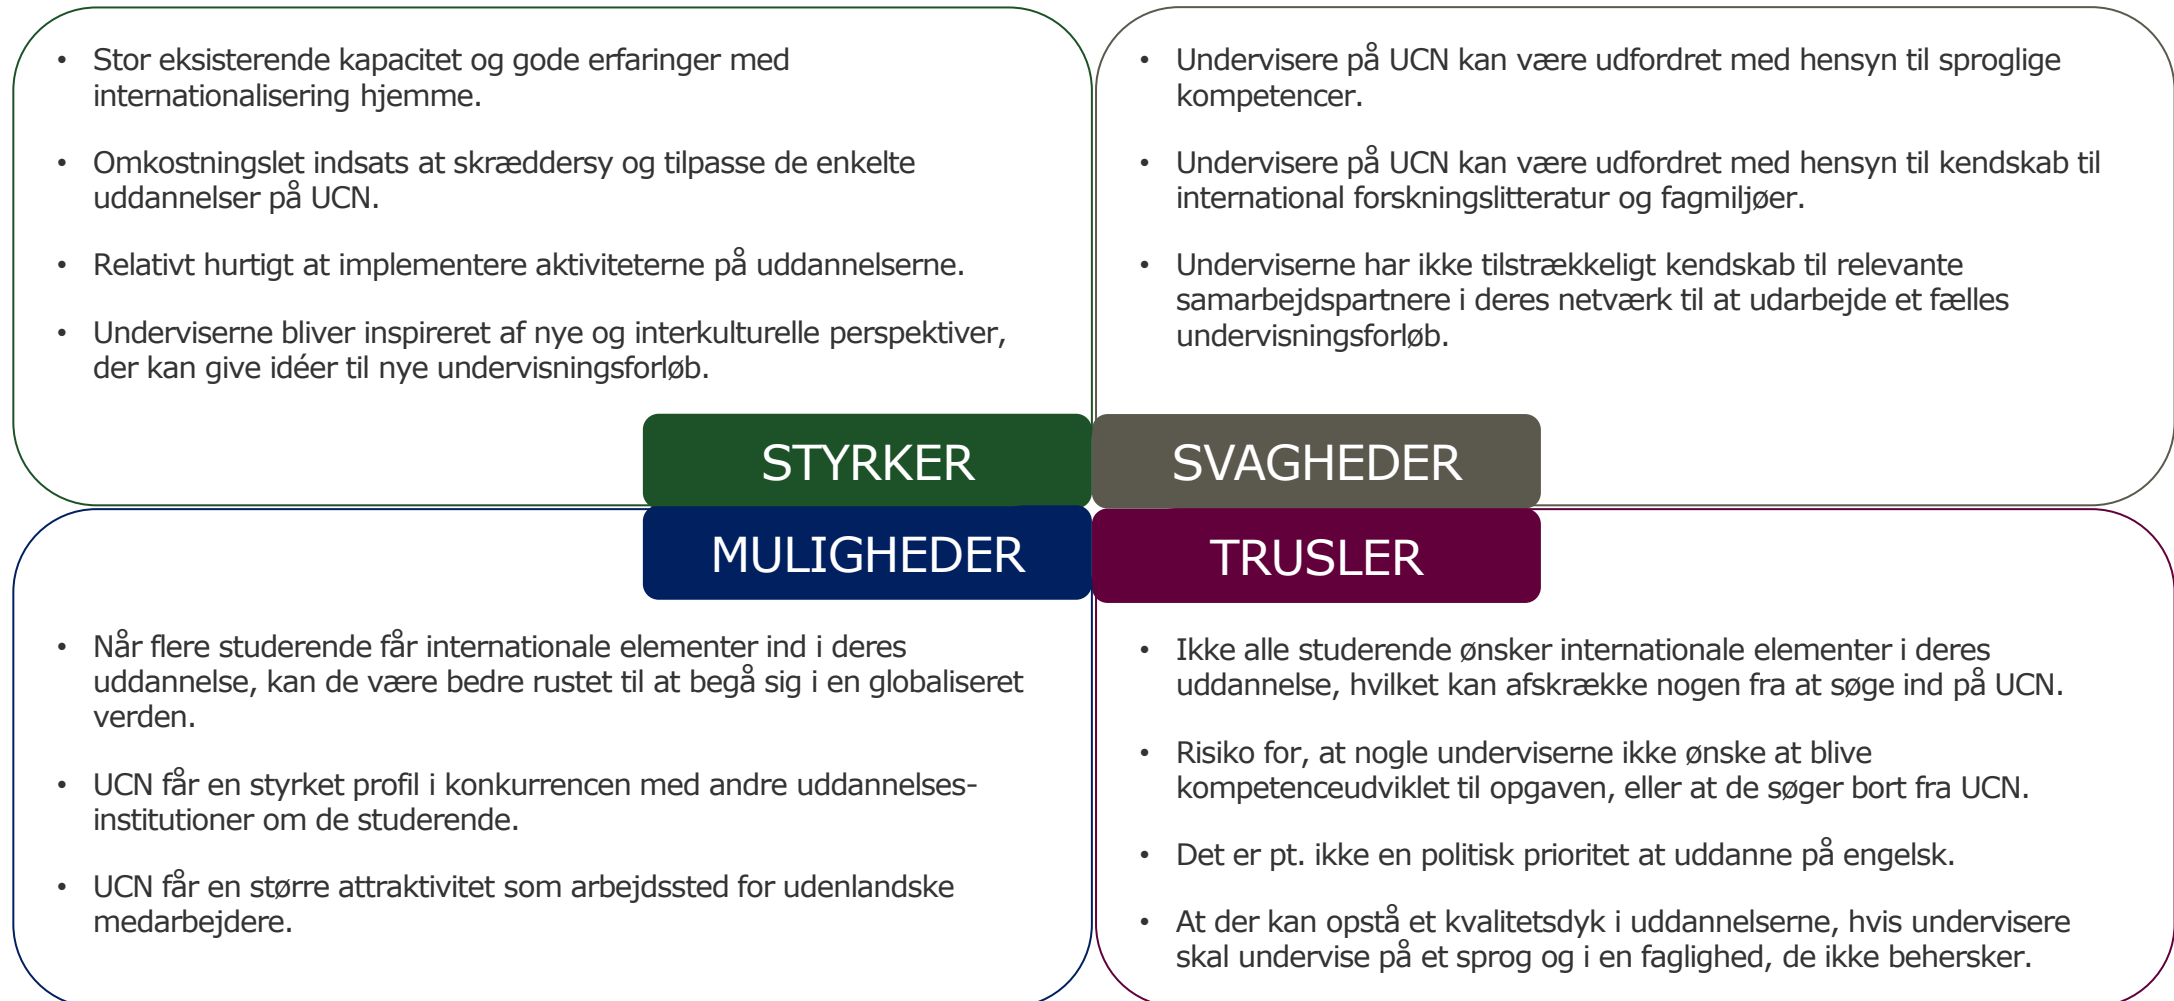 • Stor eksisterende kapacitet og gode erfaringer med
internationalisering hjemme.
• Omkostningslet indsats at skræddersy og tilpasse de enkelte
uddannelser på UCN.
• Relativt hurtigt at implementere aktiviteterne på uddannelserne.
• Underviserne bliver inspireret af nye og interkulturelle perspektiver,
der kan give idéer til nye undervisningsforløb.
STYRKER
• Undervisere på UCN kan være udfordret med hensyn til sproglige
kompetencer.
• Undervisere på UCN kan være udfordret med hensyn til kendskab til
international forskningslitteratur og fagmiljøer.
• Underviserne har ikke tilstrækkeligt kendskab til relevante
samarbejdspartnere i deres netværk til at udarbejde et fælles
undervisningsforløb.
SVAGHEDER
MULIGHEDER
• Når flere studerende får internationale elementer ind i deres
uddannelse, kan de være bedre rustet til at begå sig i en globaliseret
verden.
• UCN får en styrket profil i konkurrencen med andre uddannelses-
institutioner om de studerende.
• UCN får en større attraktivitet som arbejdssted for udenlandske
medarbejdere.
TRUSLER
• Ikke alle studerende ønsker internationale elementer i deres
uddannelse, hvilket kan afskrække nogen fra at søge ind på UCN.
• Risiko for, at nogle underviserne ikke ønske at blive
kompetenceudviklet til opgaven, eller at de søger bort fra UCN.
• Det er pt. ikke en politisk prioritet at uddanne på engelsk.
• At der kan opstå et kvalitetsdyk i uddannelserne, hvis undervisere
skal undervise på et sprog og i en faglighed, de ikke behersker.